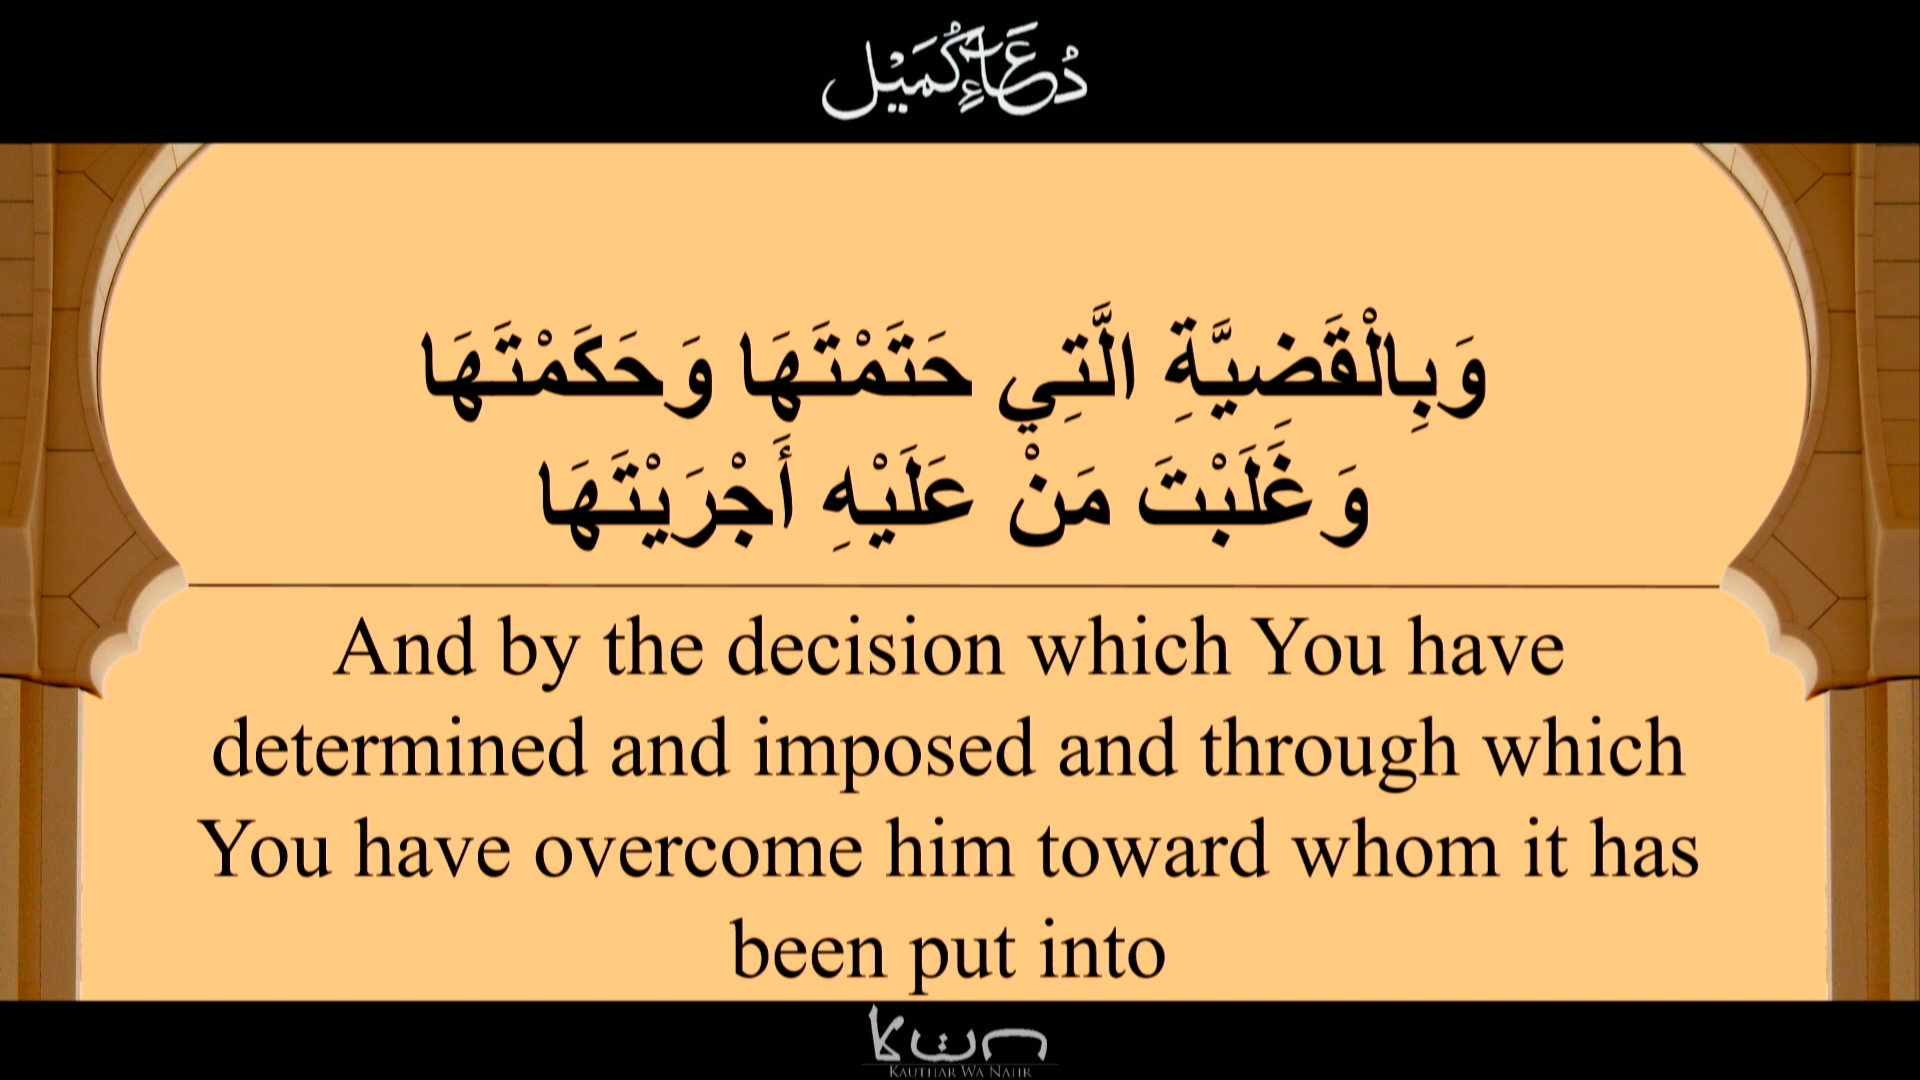 دُعَاءِ كُمَيْل
وَبِالْقَضِيَّةِ الَّتِي حَتَمْتَهَا وَحَكَمْتَهَا
وَغَلَبْتَ مَنْ عَلَيْهِ أَجْرَيْتَهَا
And by the decision which You have
determined and imposed and through which
You have overcome him toward whom it has
been put into
KAUTHAR WA NAHR